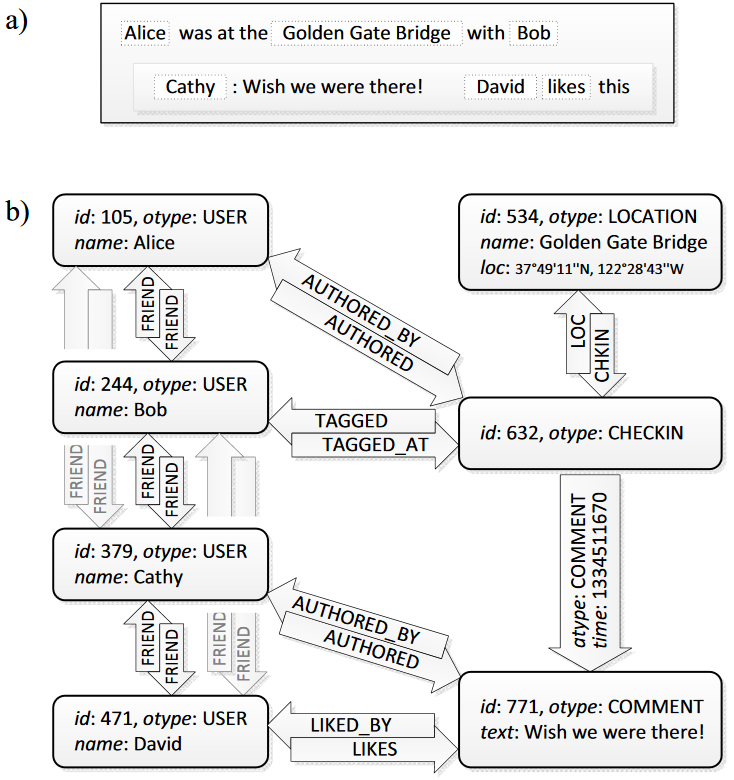 a)
Alice was at the Golden Gate Bridge with Bob
Cathy : Wish we were there! David likes this
b)
id: 105, otype: USER
name: Alice
id: 534, otype: LOCATION
name: Golden Gate Bridge
loc: 37°49'11"N, 122°28'43"W
FRIEND
FRIEND
AUTHORED_BY
AUTHORED
LOC
CHKIN
id: 244, otype: USER
name: Bob
TAGGED
TAGGED_AT
id: 632, otype: CHECKIN
FRIEND
FRIEND
FRIEND
FRIEND
atype: COMMENT
time: 1334511670
id: 379, otype: USER
name: Cathy
AUTHORED_BY
AUTHORED
FRIEND
FRIEND
FRIEND
FRIEND
id: 471, otype: USER
name: David
LIKED_BY
LIKES
id: 771, otype: COMMENT
text: Wish we were there!